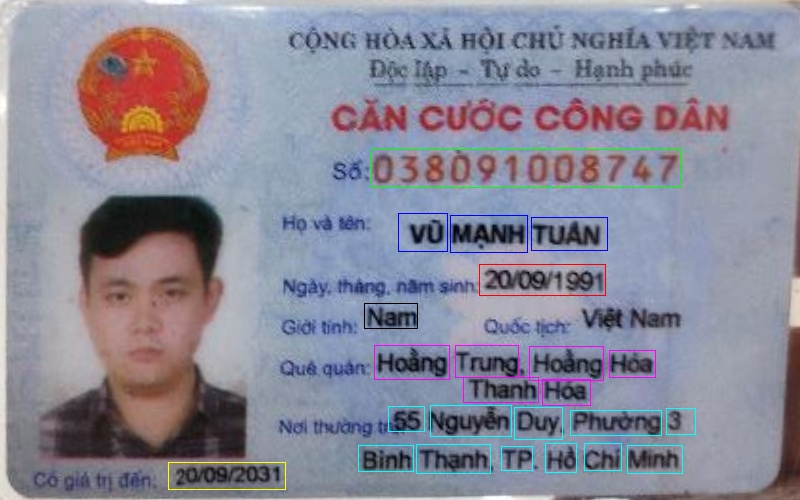 CỘNG HÒA XÃ HỘI CHỦ NGHĨA VIỆT NAM
Độc lập - Tự do - Hạnh phúc
CĂN CƯỚC CÔNG DÂN
Số: 038091008747
Họ và tên: VŨ MẠNH TUÂN
Ngày, tháng, năm sinh: 20/09/1991
Giới tính: Nam Quốc tịch: Việt Nam
Quê quán: Hoằng Trung, Hoằng Hóa
Thanh Hóa
Nơi thường 55 Nguyễn Duy, Phường 3
Bình Thạnh, TP. Hồ Chí Minh
Có giá trị đến: 20/09/2031